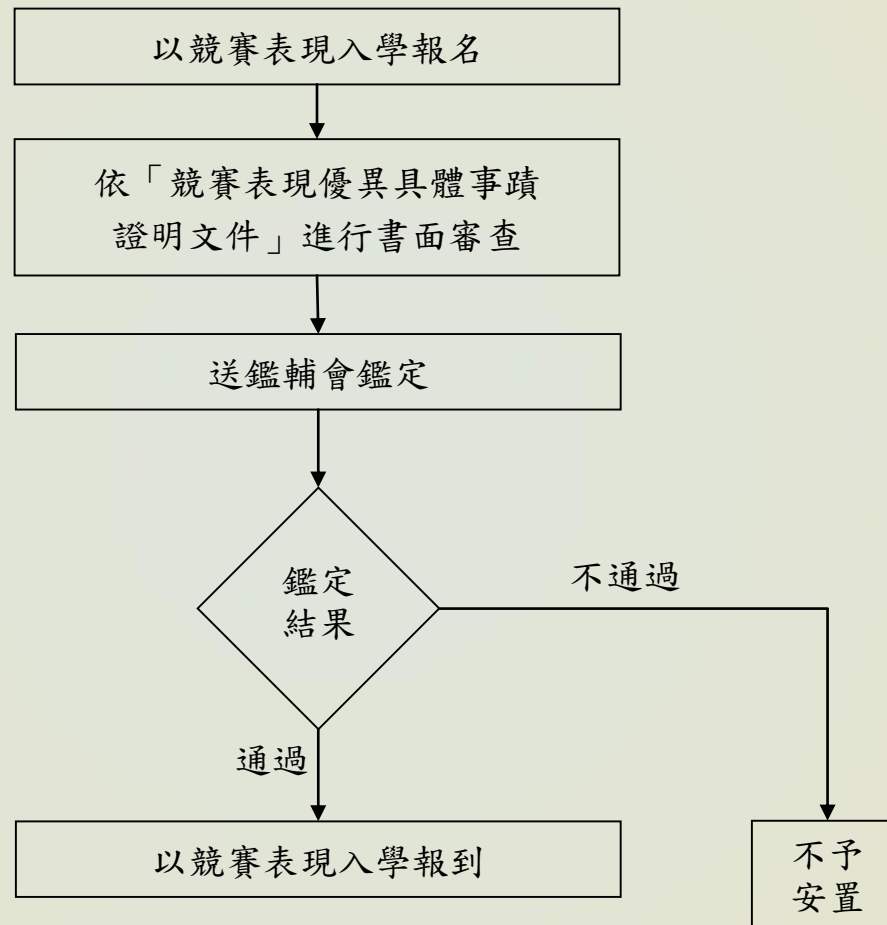 以競賽表現入學報名
依「競賽表現優異具體事蹟
證明文件」進行書面審查
送鑑輔會鑑定
鑑定
結果
不通過
通過
以競賽表現入學報到
不予
安置